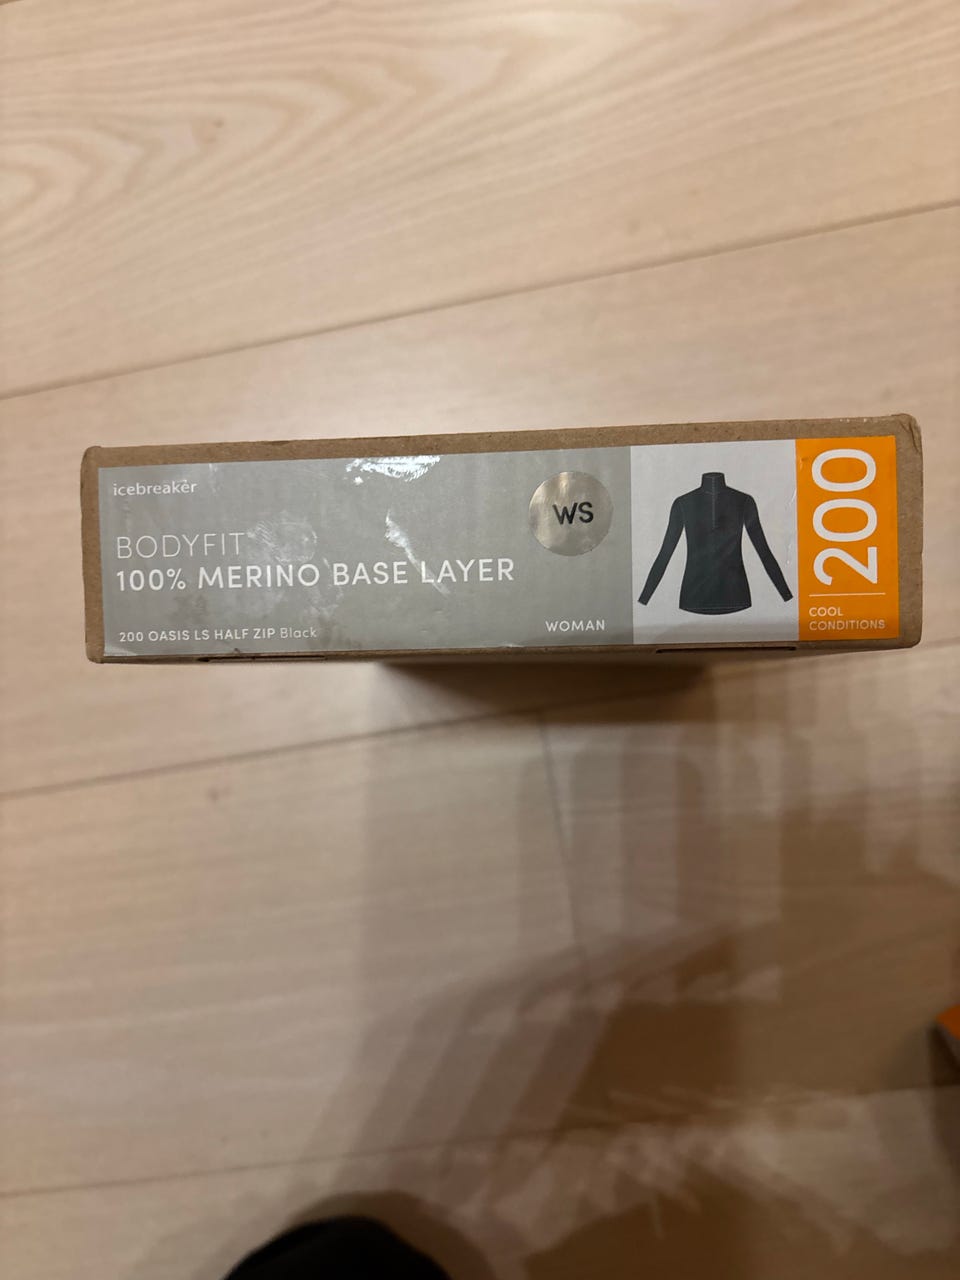 icebreaker
BODYFIT
100% MERINO BASE LAYER
200 OASIS LS HALF ZIP Black
WS
WOMAN
200
COOL
CONDITIONS